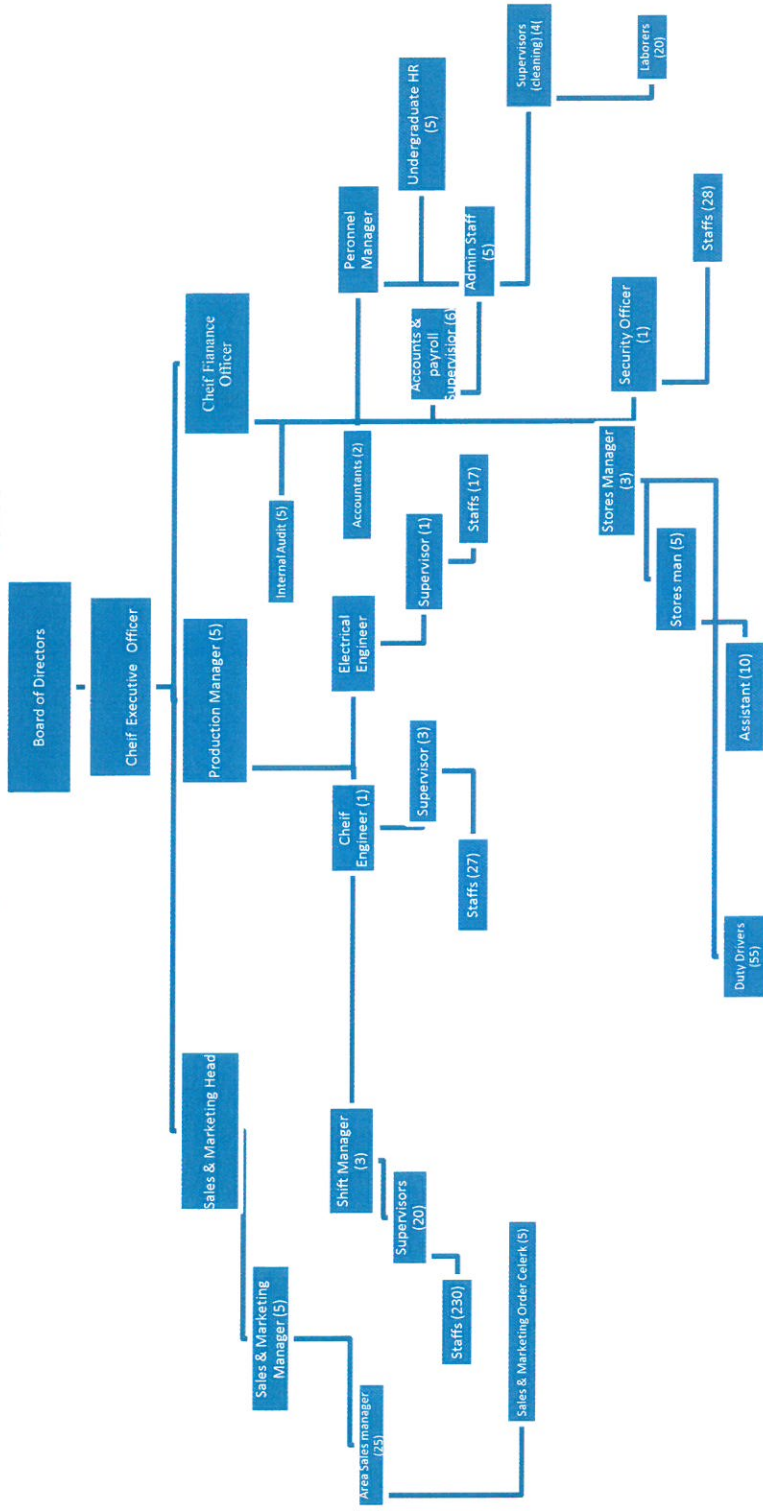 Board of Directors
Cheif Executive Officer
Sales & Marketing Head
Production Manager (5)
Cheif Fianance
Officer
Sales & Marketing
Manager (5)
Internal Audit (5)
Area Sales manager
(25)
Shift Manager
(3)
Cheif
Engineer (1)
Electrical
Engineer
Accountants (2)
Peronnel
Manager
Supervisors
(20)
Supervisor (3)
Supervisor (1)
Accounts &
payroll
Supervisior (6)
Undergraduate HR
(5)
Staffs (230)
Staffs (27)
Staffs (17)
Admin Staff
(5)
Sales & Marketing Order Celerk (5)
Supervisors
(cleaning) (4(
Stores Manager
(3)
Security Officer
(1)
Laborers
(20)
Stores man (5)
Staffs (28)
Duty Drivers
(55)
Assistant (10)